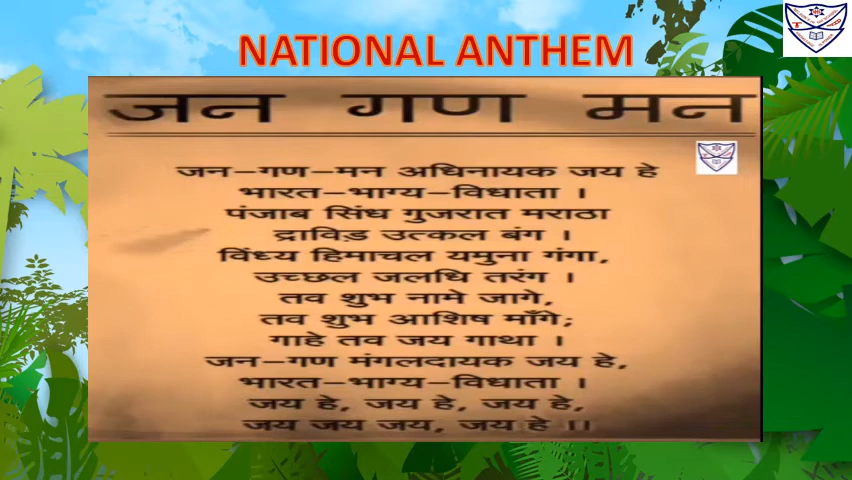 NATIONAL ANTHEM
जन गण मन
जन-गण-मन अधिनायक जय हे
भारत-भाग्य-विधाता ।
पंजाब सिंध गुजरात मराठा
द्राविड़ उत्कल बंग ।
विंध्य हिमाचल यमुना गंगा,
उच्छल जलधि तरंग ।
तव शुभ नामे जागे,
तव शुभ आशिष माँगे;
गाहे तव जय गाथा ।
जन-गण मंगलदायक जय हे,
भारत-भाग्य-विधाता ।
जय हे, जय हे, जय हे,
जय जय जय, जय हे ।।